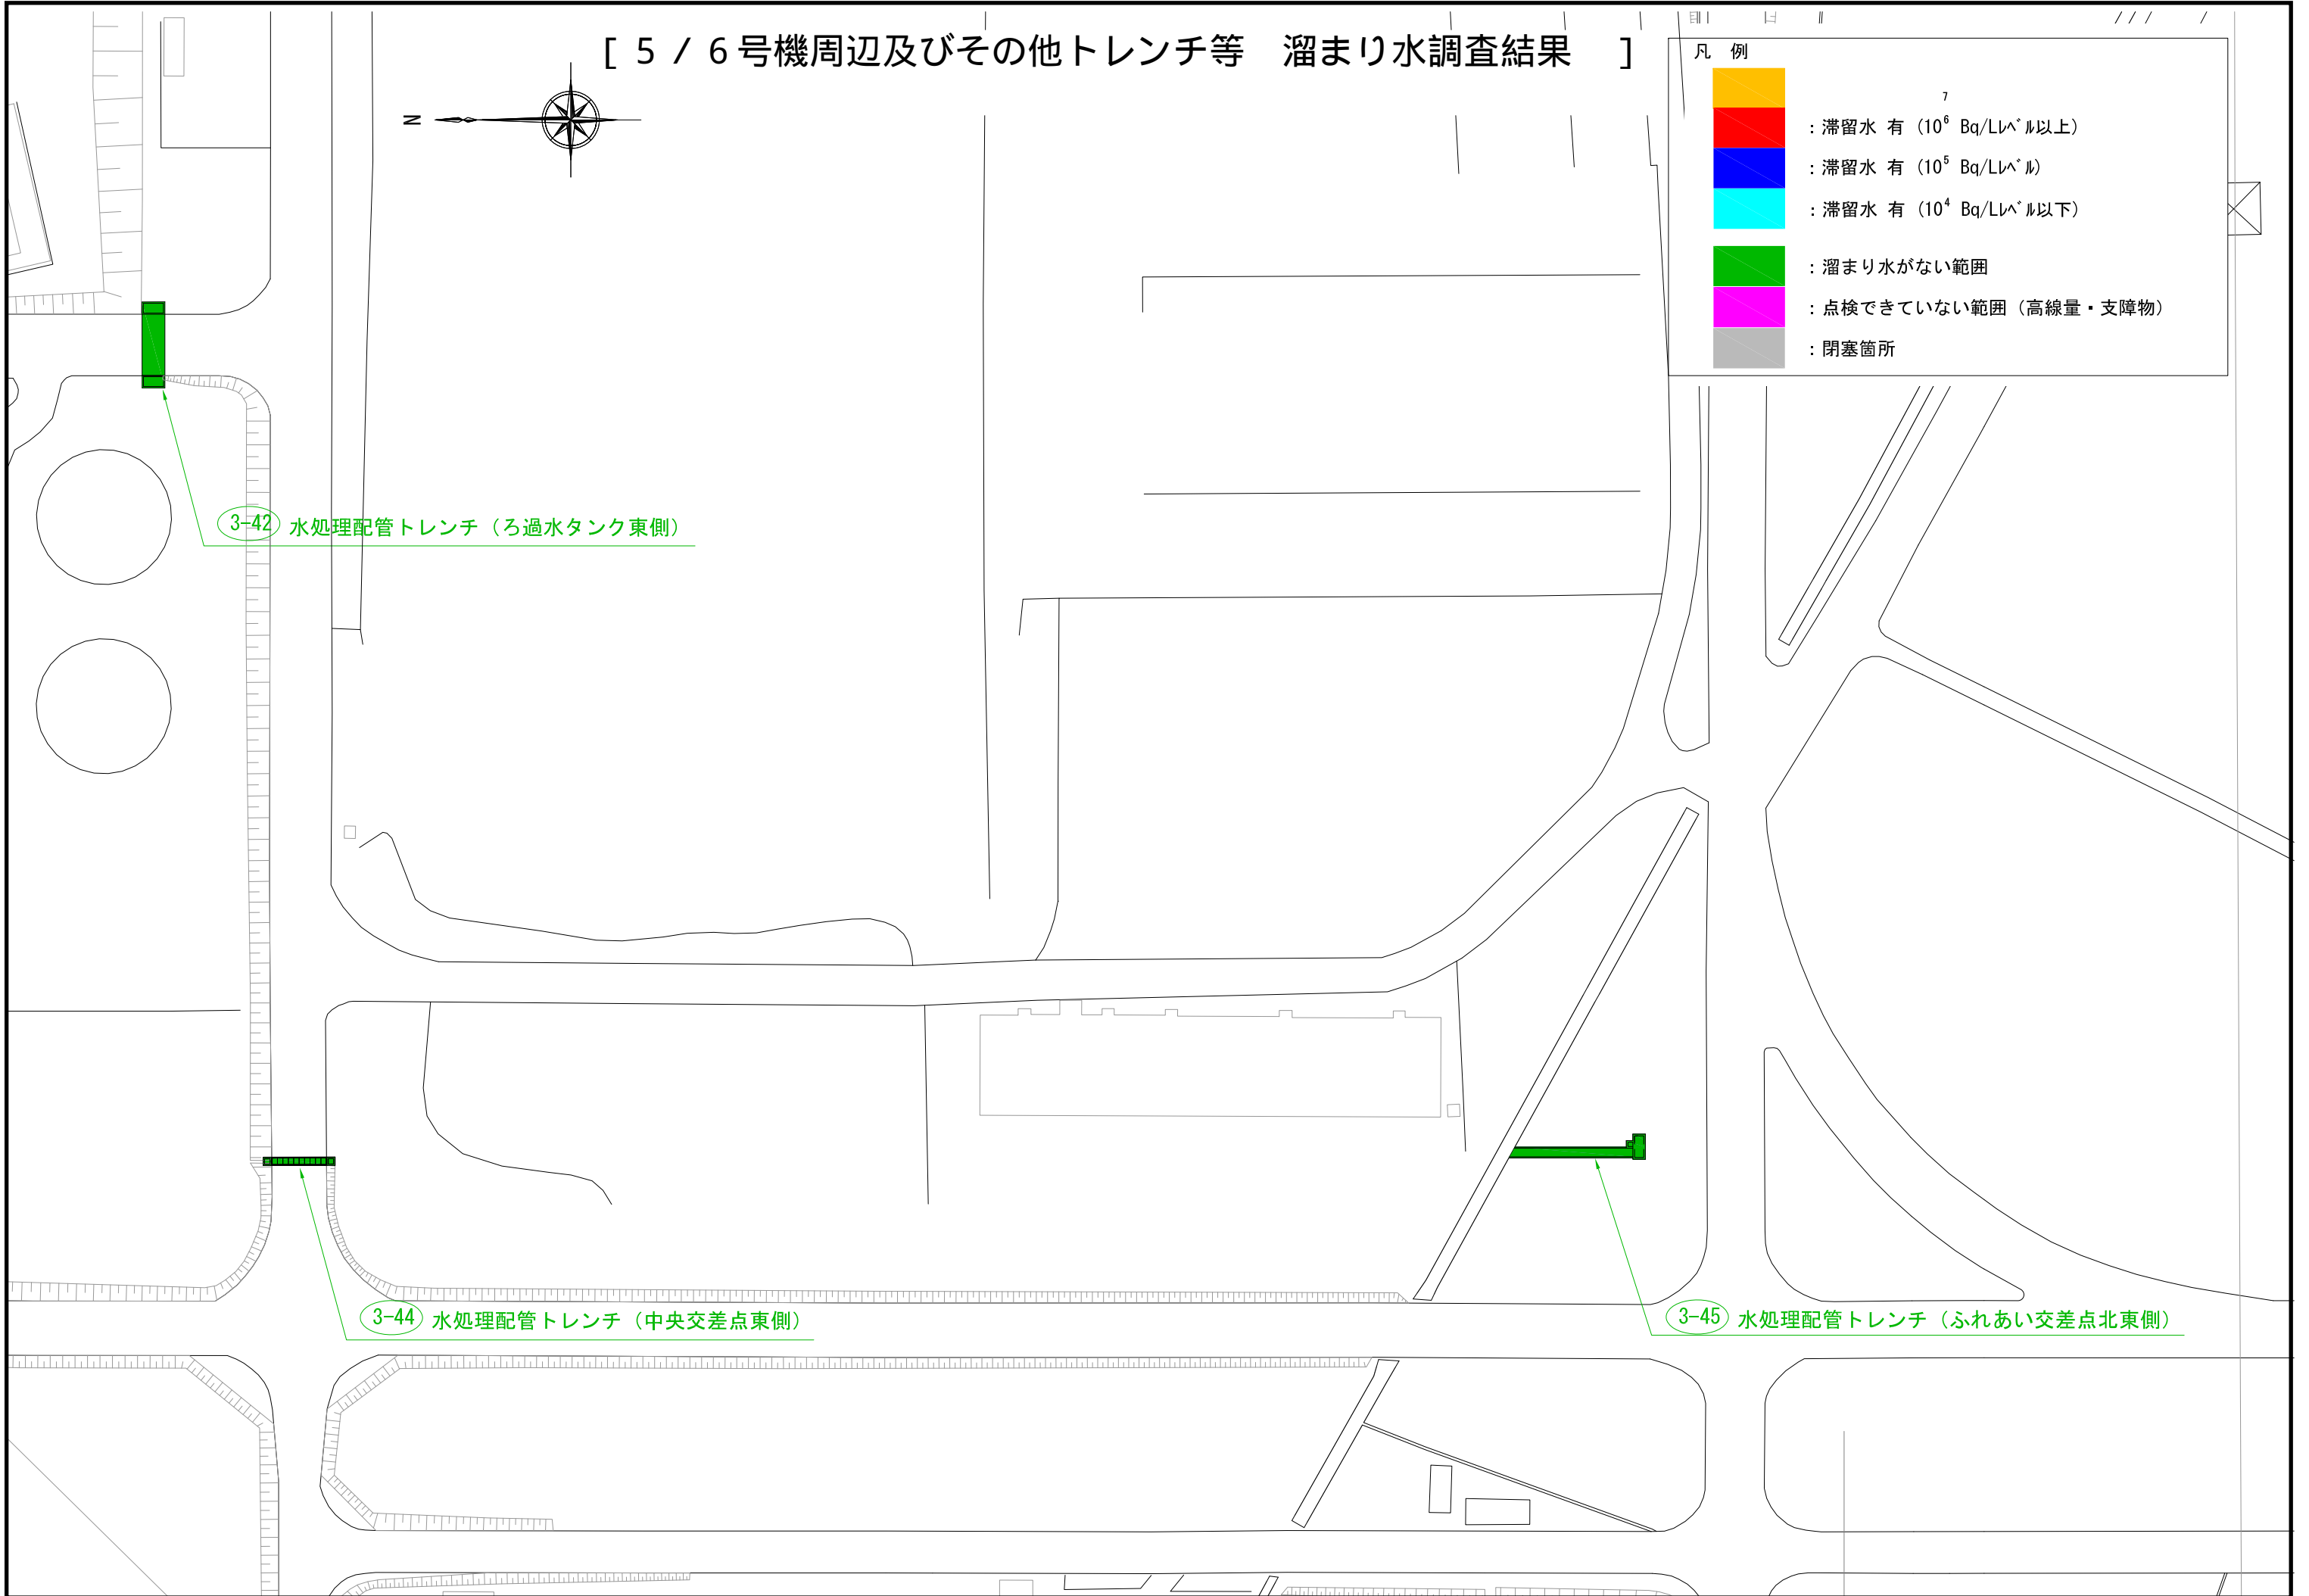 [ 5 / 6号機周辺及びその他トレンチ等　溜まり水調査結果　]
N
凡　例
7
：滞留水 有（10⁶ Bq/Lﾚﾍﾞﾙ以上）
：滞留水 有（10⁵ Bq/Lﾚﾍﾞﾙ）
：滞留水 有（10⁴ Bq/Lﾚﾍﾞﾙ以下）
：溜まり水がない範囲
：点検できていない範囲（高線量・支障物）
：閉塞箇所
3-42 水処理配管トレンチ（ろ過水タンク東側）
3-44 水処理配管トレンチ（中央交差点東側）
3-45 水処理配管トレンチ（ふれあい交差点北東側）